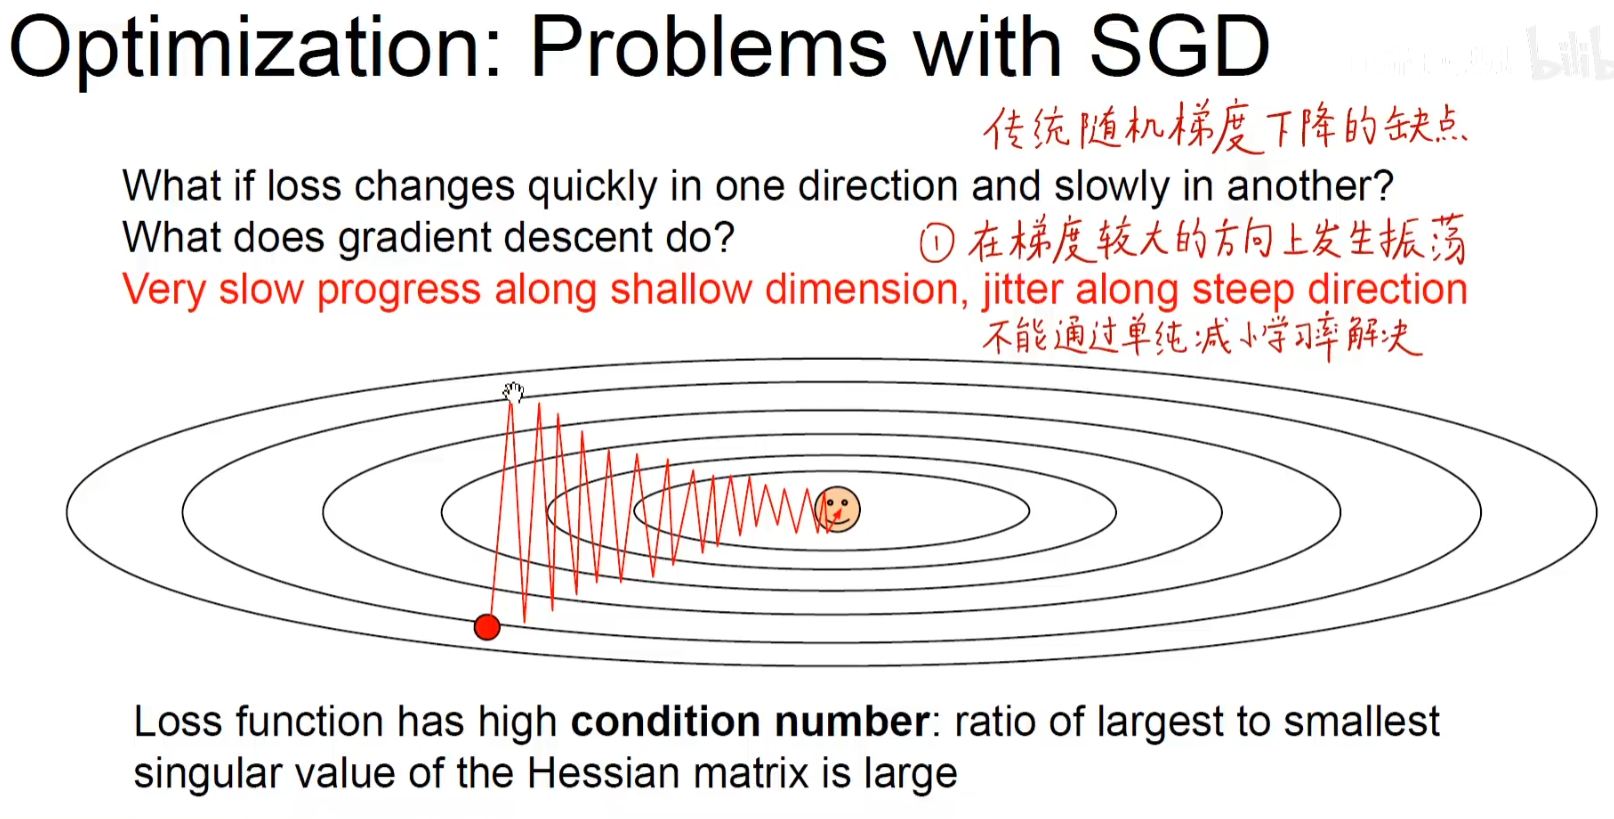 Optimization: Problems with SGD
传统随机梯度下降的缺点
What if loss changes quickly in one direction and slowly in another?
What does gradient descent do?
① 在梯度较大的方向上发生振荡
Very slow progress along shallow dimension, jitter along steep direction
不能通过单纯减小学习率解决
Loss function has high condition number: ratio of largest to smallest
singular value of the Hessian matrix is large